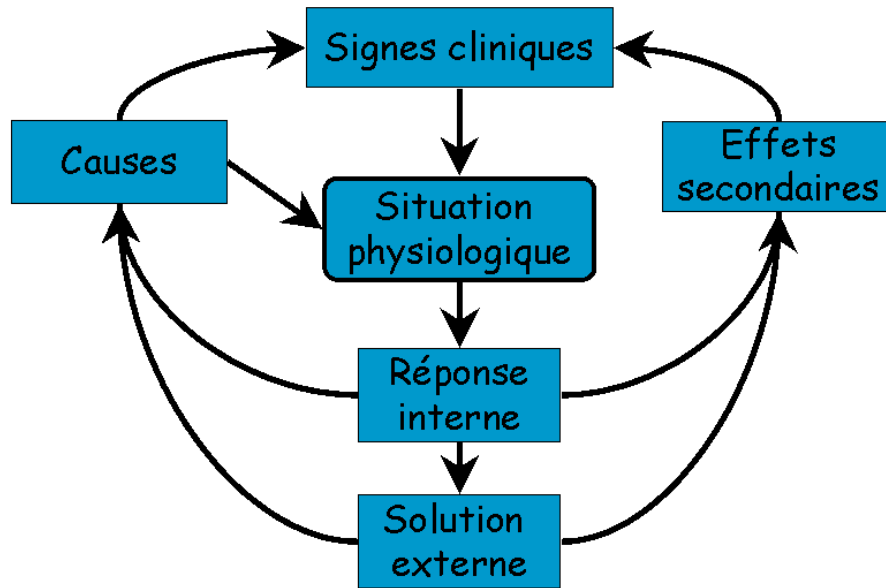 Signes cliniques
Causes
Effets
secondaires
Situation
physiologique
Réponse
interne
Solution
externe